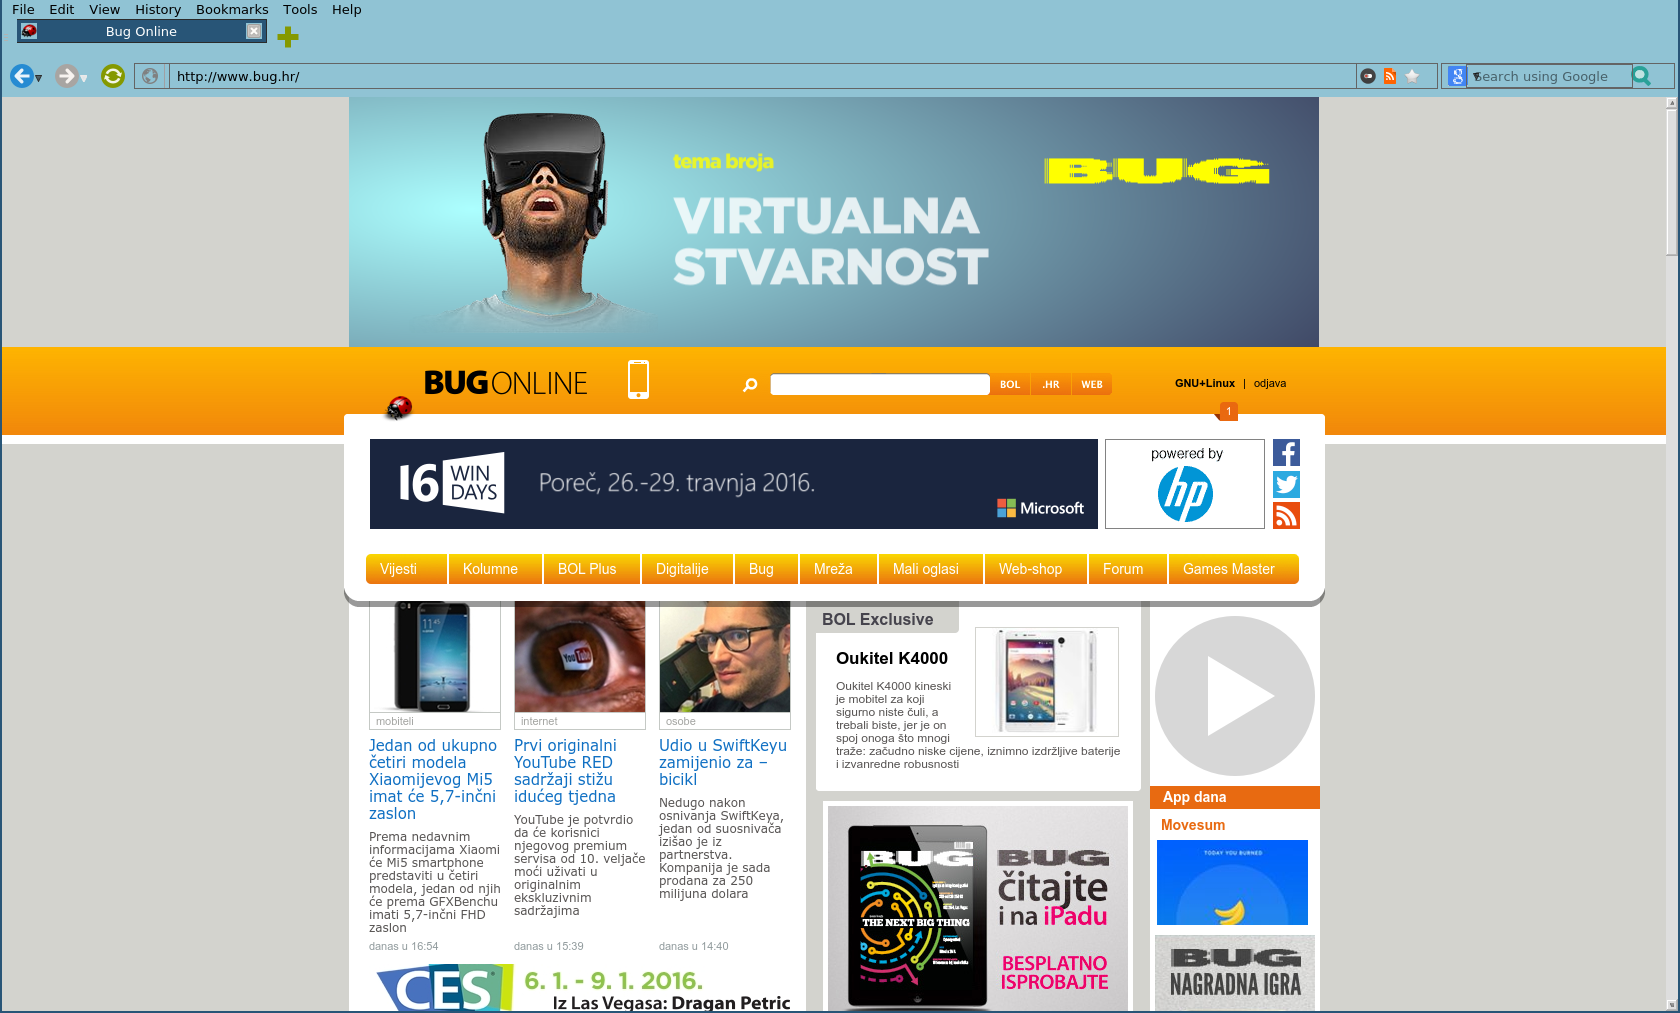 File Edit View History Bookmarks Tools Help
Bug Online
http://www.bug.hr/
Search using Google
tema broja
BUG
VIRTUALNA
STVARNOST
BUGONLINE
BOL .HR WEB
GNU+Linux | odjava
1
16 WIN DAYS
Poreč, 26.-29. travnja 2016.
Microsoft
powered by
hp
Vijesti Kolumne BOL Plus Digitalije Bug Mreža Mali oglasi Web-shop Forum Games Master
mobiteli
Jedan od ukupno
četiri modela
Xiaomijevog Mi5
imat će 5,7-inčni
zaslon
Prema nedavnim
informacijama Xiaomi
će Mi5 smartphone
predstaviti u četiri
modela, jedan od njih
će prema GFXBenchu
imati 5,7-inčni FHD
zaslon
danas u 16:54
YouTube
internet
Prvi originalni
YouTube RED
sadržaji stižu
idućeg tjedna
YouTube je potvrdio
da će korisnici
njegovog premium
servisa od 10. veljače
moći uživati u
originalnim
ekskluzivnim
sadržajima
danas u 15:39
osobe
Udio u SwiftKeyu
zamijenio za –
bicikl
Nedugo nakon
osnivanja SwiftKeya,
jedan od suosnivača
izišao je iz
partnerstva.
Kompanija je sada
prodana za 250
milijuna dolara
danas u 14:40
CES
6. 1. - 9. 1. 2016.
Iz Las Vegasa: Dragan Petric
BOL Exclusive
Oukitel K4000
Oukitel K4000 kineski
je mobitel za koji
sigurno niste čuli, a
trebali biste, jer je on
spoj onoga što mnogi
traže: začudno niske cijene, iznimno izdržljive baterije
i izvanredne robusnosti
BUG
THE NEXT BIG THING
BUG
čitajte
i na iPadu
BESPLATNO
ISPROBAJTE
App dana
Movesum
TODAY YOU BURNED
BUG
NAGRADNA IGRA